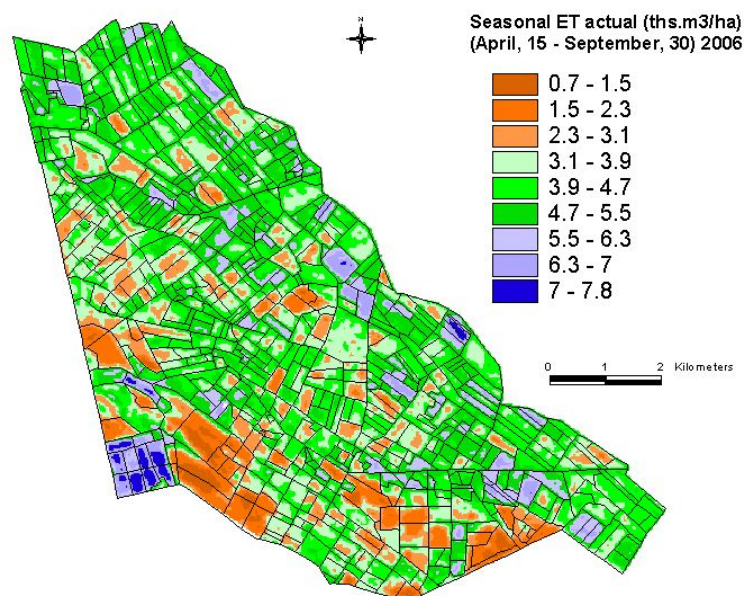 Seasonal ET actual (ths.m3/ha)
(April, 15 - September, 30) 2006
N
0.7 - 1.5
1.5 - 2.3
2.3 - 3.1
3.1 - 3.9
3.9 - 4.7
4.7 - 5.5
5.5 - 6.3
6.3 - 7
7 - 7.8
0 1 2 Kilometers